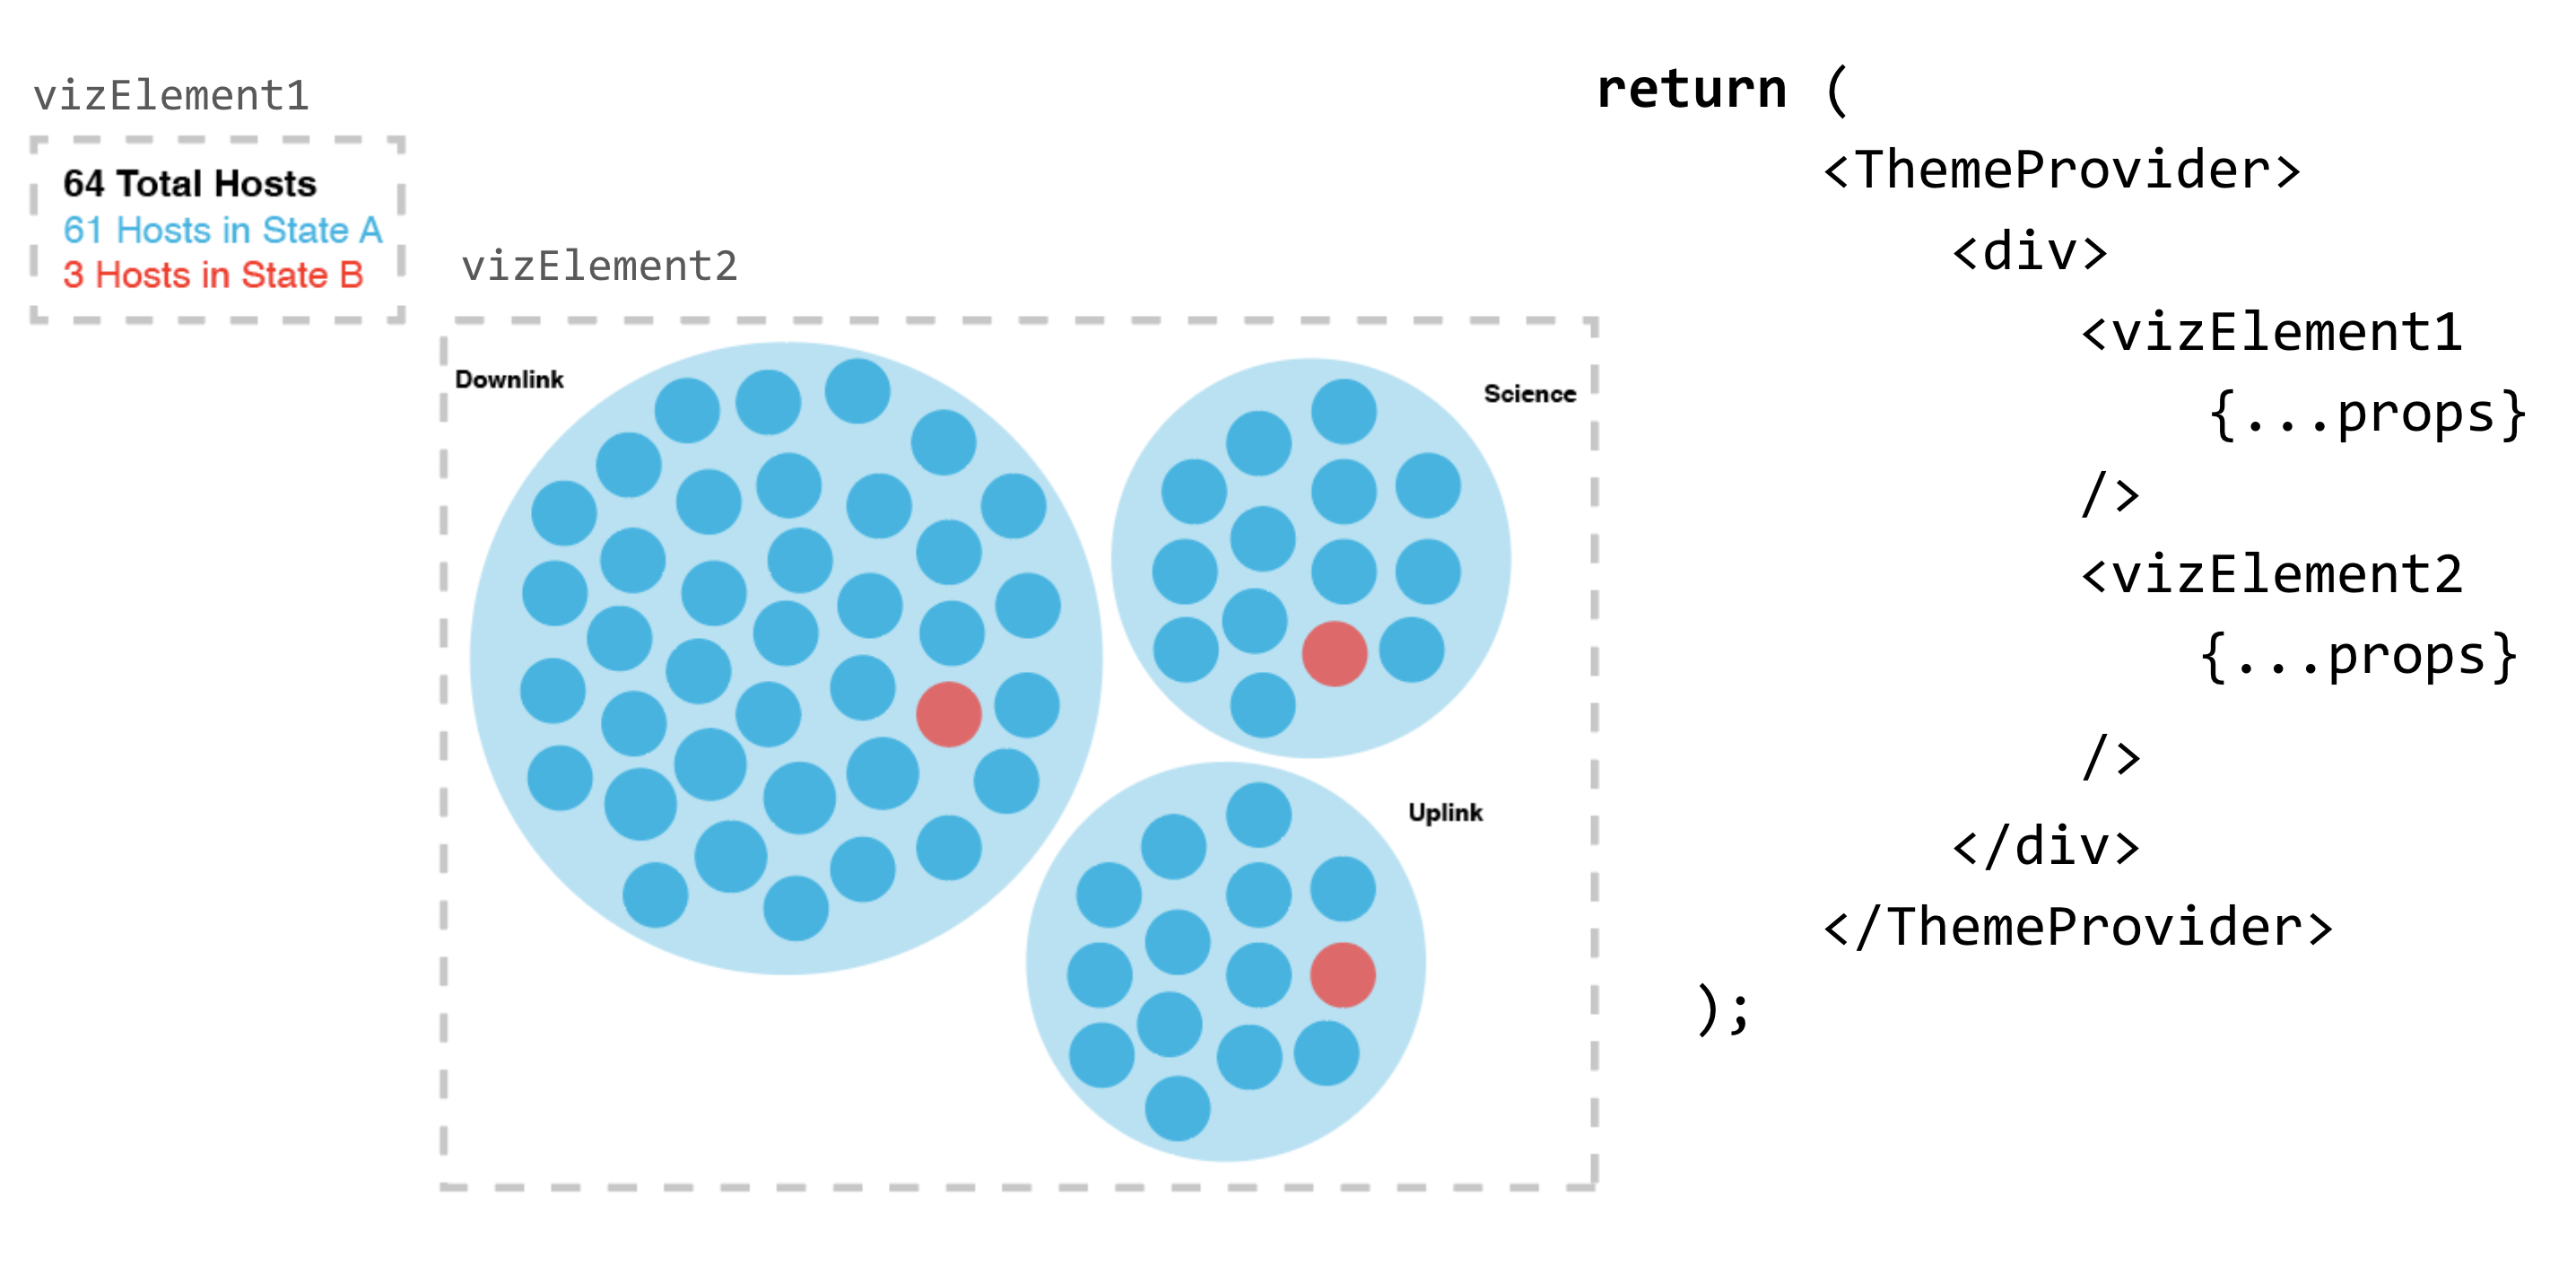 vizElement1
64 Total Hosts
61 Hosts in State A
3 Hosts in State B
vizElement2
Downlink
Science
Uplink
return (
<ThemeProvider>
<div>
<vizElement1
{...props}
/>
<vizElement2
{...props}
/>
</div>
</ThemeProvider>
);